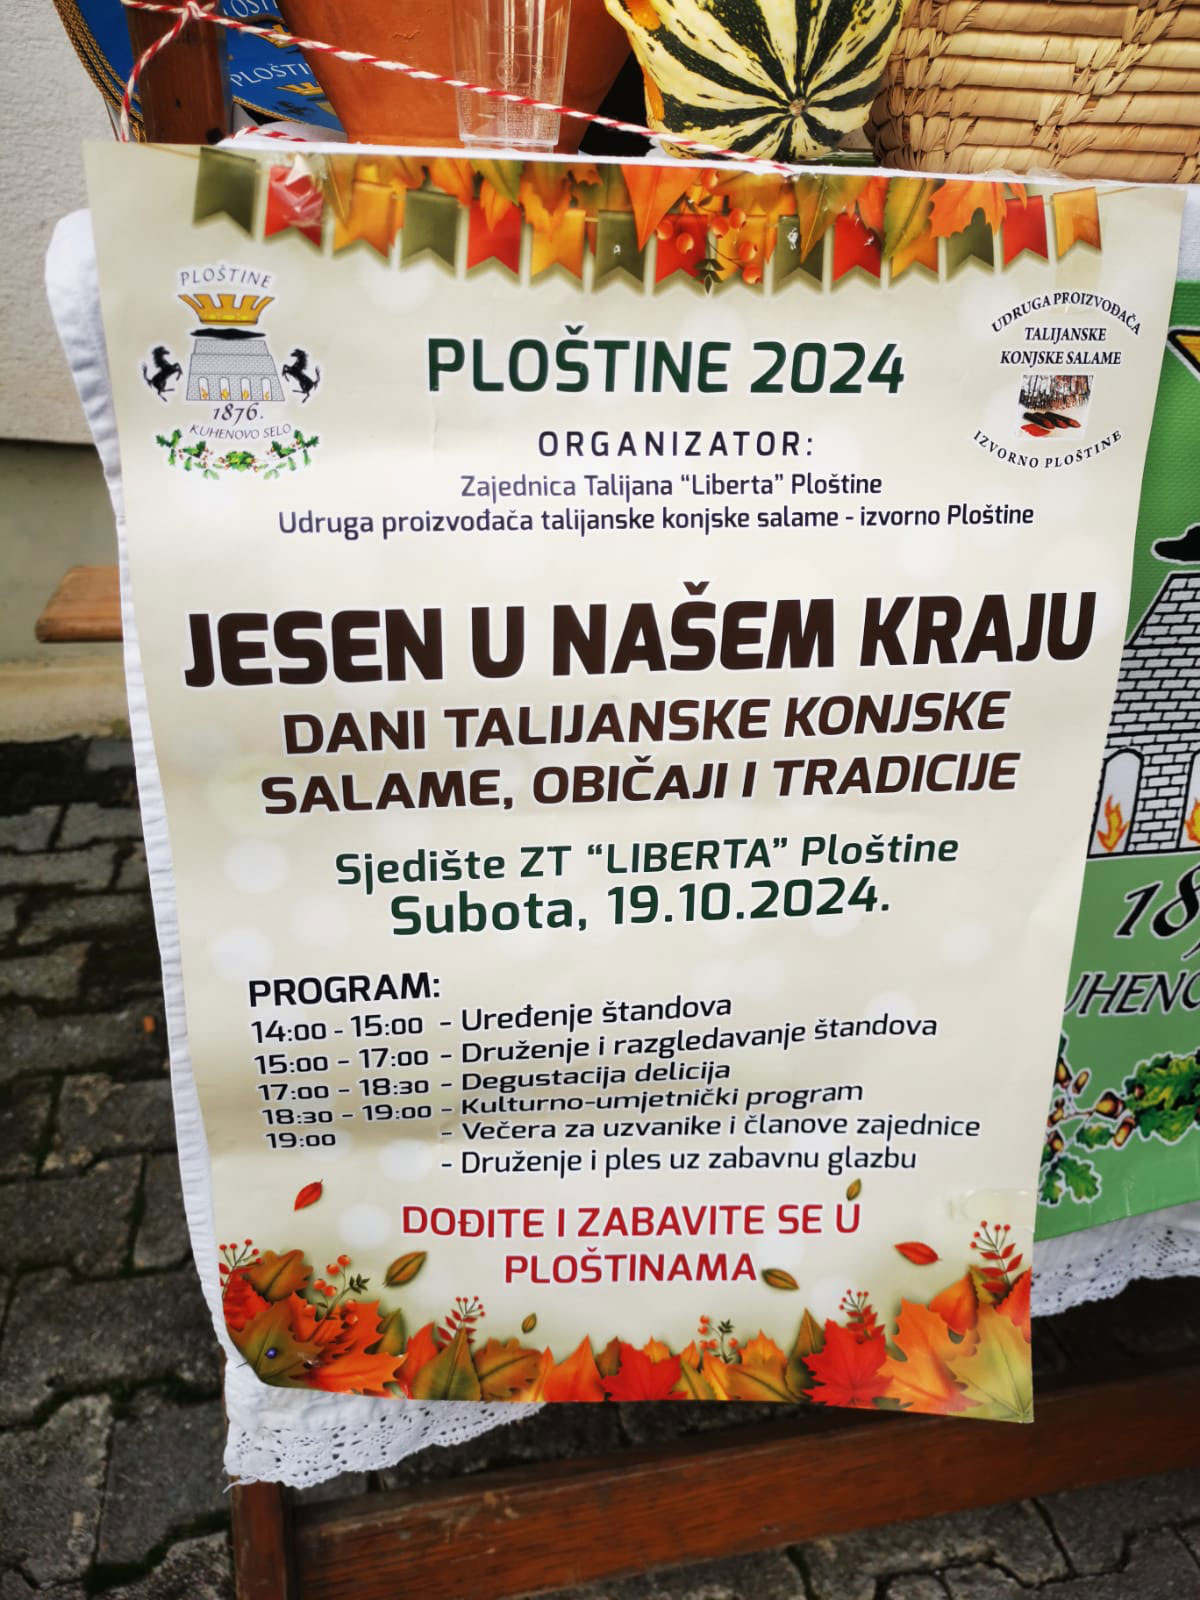 PLOŠTI
PLOŠTINE
1876.
KUHENOVO SELO
UDRUGA PROIZVOĐAČA
TALIJANSKE
KONJSKE SALAME
IZVORNO PLOŠTINE
PLOŠTINE 2024
ORGANIZATOR:
Zajednica Talijana “Liberta” Ploštine
Udruga proizvođača talijanske konjske salame - izvorno Ploštine
JESEN U NAŠEM KRAJU
DANI TALIJANSKE KONJSKE
SALAME, OBIČAJI I TRADICIJE
Sjedište ZT “LIBERTA” Ploštine
Subota, 19.10.2024.
PROGRAM:
14:00 - 15:00 - Uređenje štandova
15:00 - 17:00 - Druženje i razgledavanje štandova
17:00 - 18:30 - Degustacija delicija
18:30 - 19:00 - Kulturno-umjetnički program
19:00 - Večera za uzvanike i članove zajednice
- Druženje i ples uz zabavnu glazbu
DOĐITE I ZABAVITE SE U
PLOŠTINAMA
18
UHENO